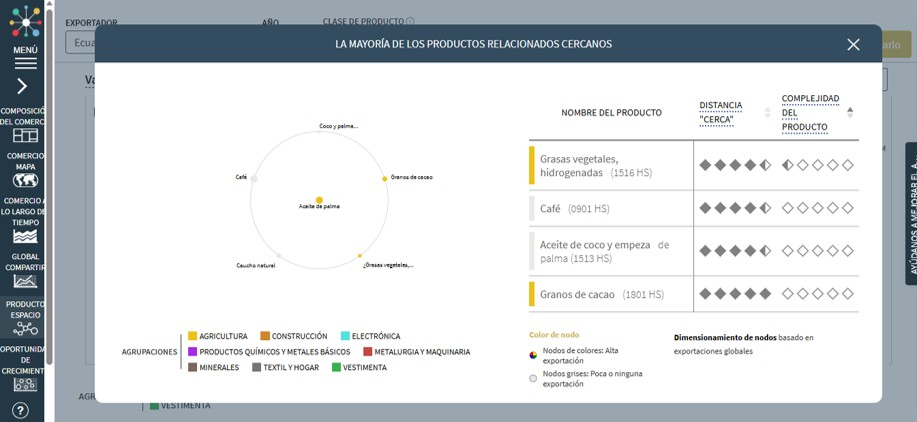 EXPORTADOR
AÑO
CLASE DE PRODUCTO
Ecua
MENÚ
COMPOSICIÓ
DEL COMERC
COMERCIO
MAPA
COMERCIO A
LO LARGO DE
TIEMPO
GLOBAL
COMPARTIR
PRODUCTO
ESPACIO
OPORTUNIDA
DE
CRECIMIENT
?
LA MAYORÍA DE LOS PRODUCTOS RELACIONADOS CERCANOS
Va
arlo
Coco y palma...
Café
Granos de cacao
Aceite de palma
Caucho natural
¿Grasas vegetales,...
AGRUPACIONES
AGRICULTURA
CONSTRUCCIÓN
ELECTRÓNICA
PRODUCTOS QUÍMICOS Y METALES BÁSICOS
METALURGIA Y MAQUINARIA
MINERALES
TEXTIL Y HOGAR
VESTIMENTA
NOMBRE DEL PRODUCTO
DISTANCIA
"CERCA"
COMPLEJIDAD
DEL
PRODUCTO
Grasas vegetales,
hidrogenadas (1516 HS)
Café (0901 HS)
Aceite de coco y empeza de
palma (1513 HS)
Granos de cacao (1801 HS)
Color de nodo
Nodos de colores: Alta
exportación
Nodos grises: Poca o ninguna
exportación
Dimensionamiento de nodos basado en
exportaciones globales
AYÚDANOS A MEJORAR EL A...
AGR
VESTIMENTA